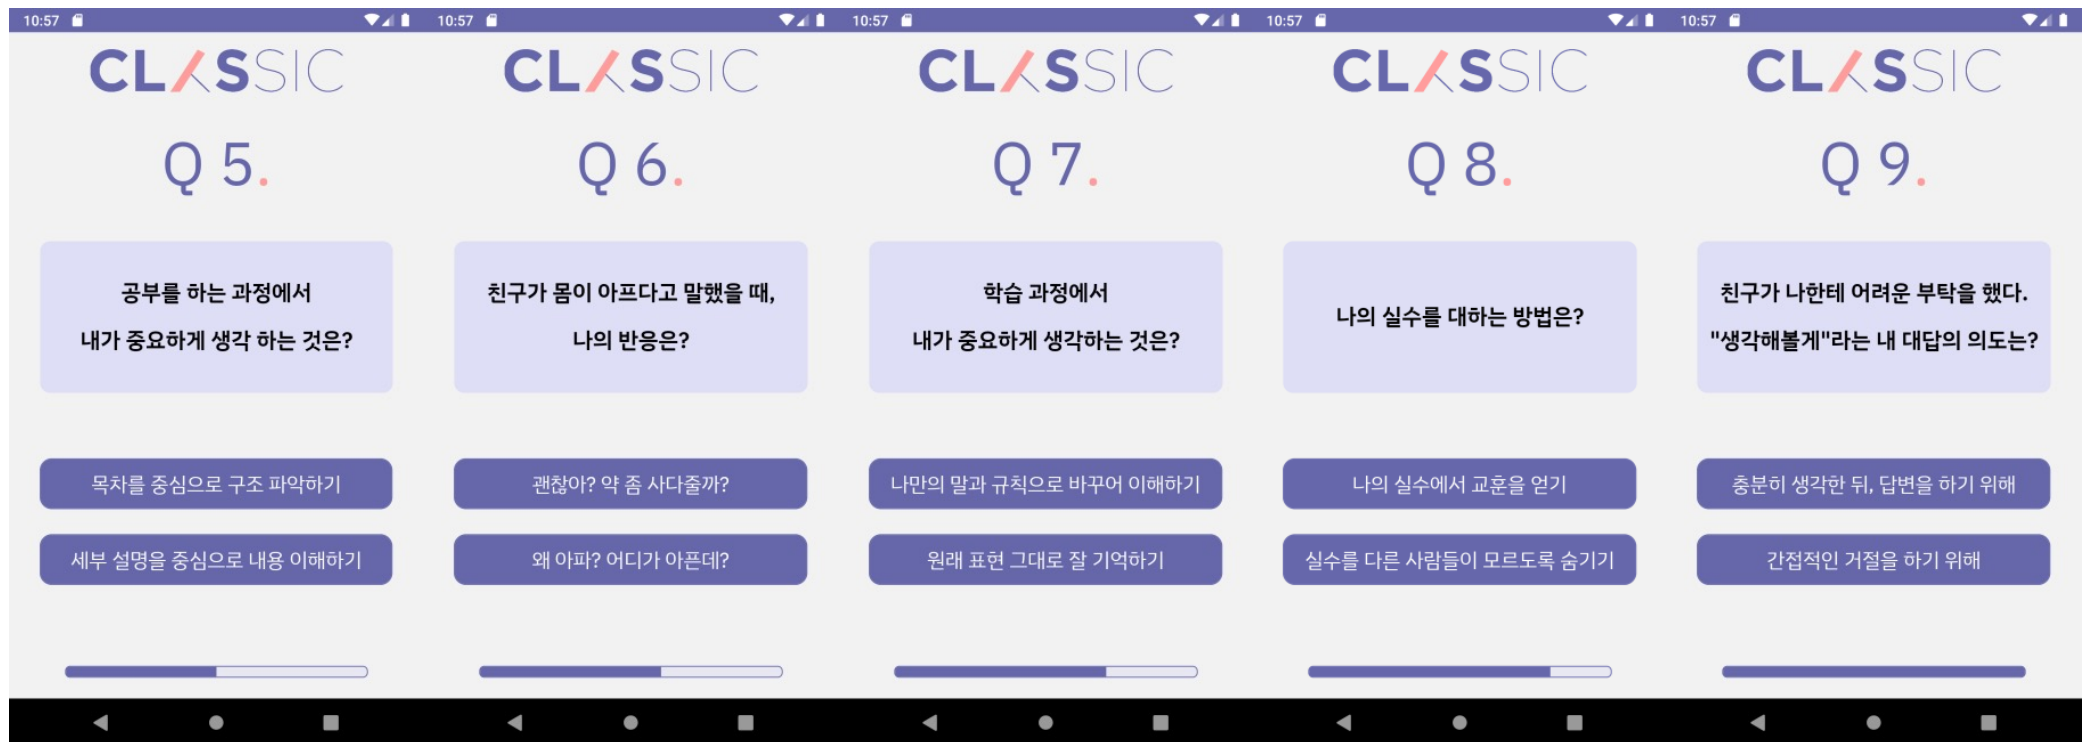 10:57
CLASSIC
Q 5.
공부를 하는 과정에서
내가 중요하게 생각 하는 것은?
목차를 중심으로 구조 파악하기
세부 설명을 중심으로 내용 이해하기
10:57
CLASSIC
Q 6.
친구가 몸이 아프다고 말했을 때,
나의 반응은?
괜찮아? 약 좀 사다줄까?
왜 아파? 어디가 아픈데?
10:57
CLASSIC
Q 7.
학습 과정에서
내가 중요하게 생각하는 것은?
나만의 말과 규칙으로 바꾸어 이해하기
원래 표현 그대로 잘 기억하기
10:57
CLASSIC
Q 8.
나의 실수를 대하는 방법은?
나의 실수에서 교훈을 얻기
실수를 다른 사람들이 모르도록 숨기기
10:57
CLASSIC
Q 9.
친구가 나한테 어려운 부탁을 했다.
"생각해볼게"라는 내 대답의 의도는?
충분히 생각한 뒤, 답변을 하기 위해
간접적인 거절을 하기 위해